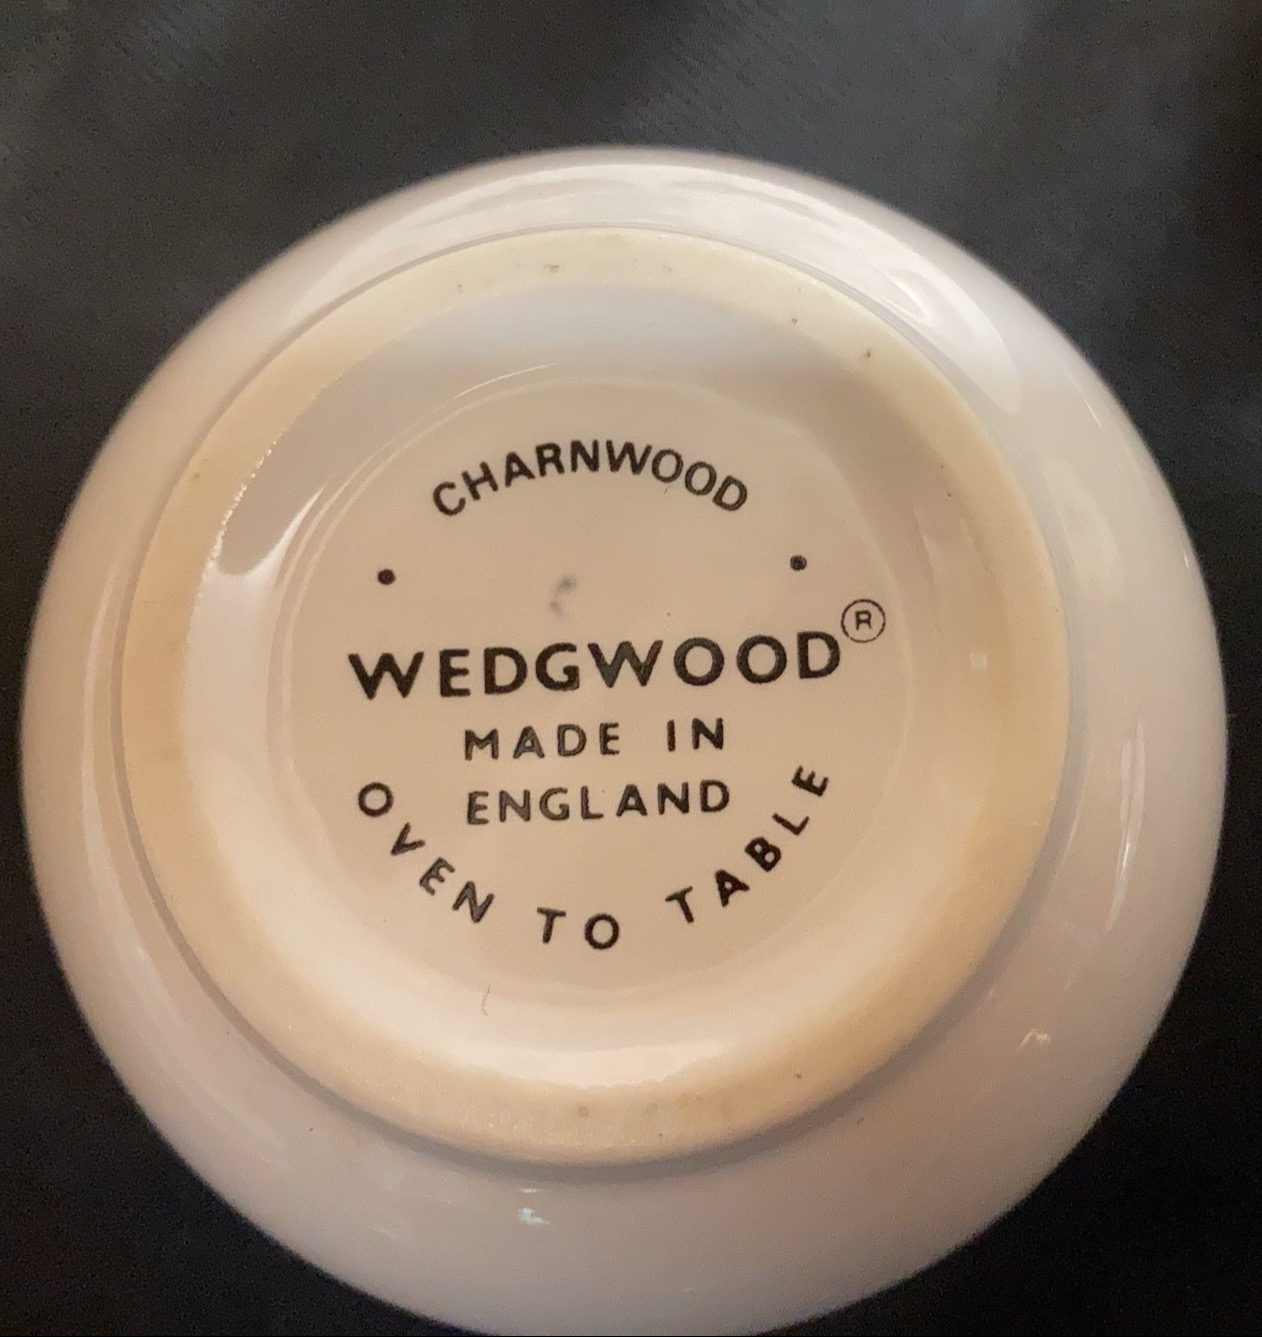 CHARNWOOD
WEDGWOOD®
MADE IN
ENGLAND
OVEN TO TABLE